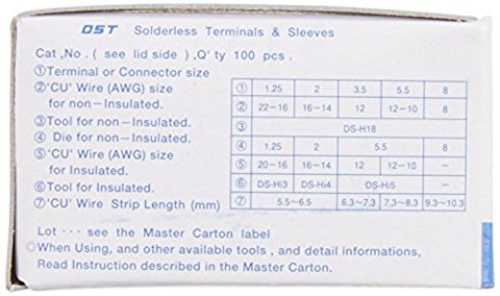 OST Solderless Terminals & Sleeves
Cat,No.( see lid side ),Q'ty 100 pcs.
①Terminal or Connector size
②'CU' Wire (AWG) size
for non—Insulated.
③Tool for non—Insulated.
④ Die for non—Insulated.
⑤'CU' Wire (AWG) size
for Insulated.
⑥Tool for Insulated.
⑦'CU' Wire Strip Length (mm)
① 1.25 2 3.5 5.5 8
② 22-16 16-14 12 12-10 8
③ DS-H18
④ 1.25 2 5.5 8
⑤ 20-16 16-14 12 12-10 —
⑥ DS-Hi3 DS-Hi4 DS-Hi5 —
⑦ 5.5~6.5 6.3~7.3 7.3~8.3 9.3~10.3
Lot ··· see the Master Carton label
○When Using, and other available tools , and detail informations,
Read Instruction described in the Master Carton.